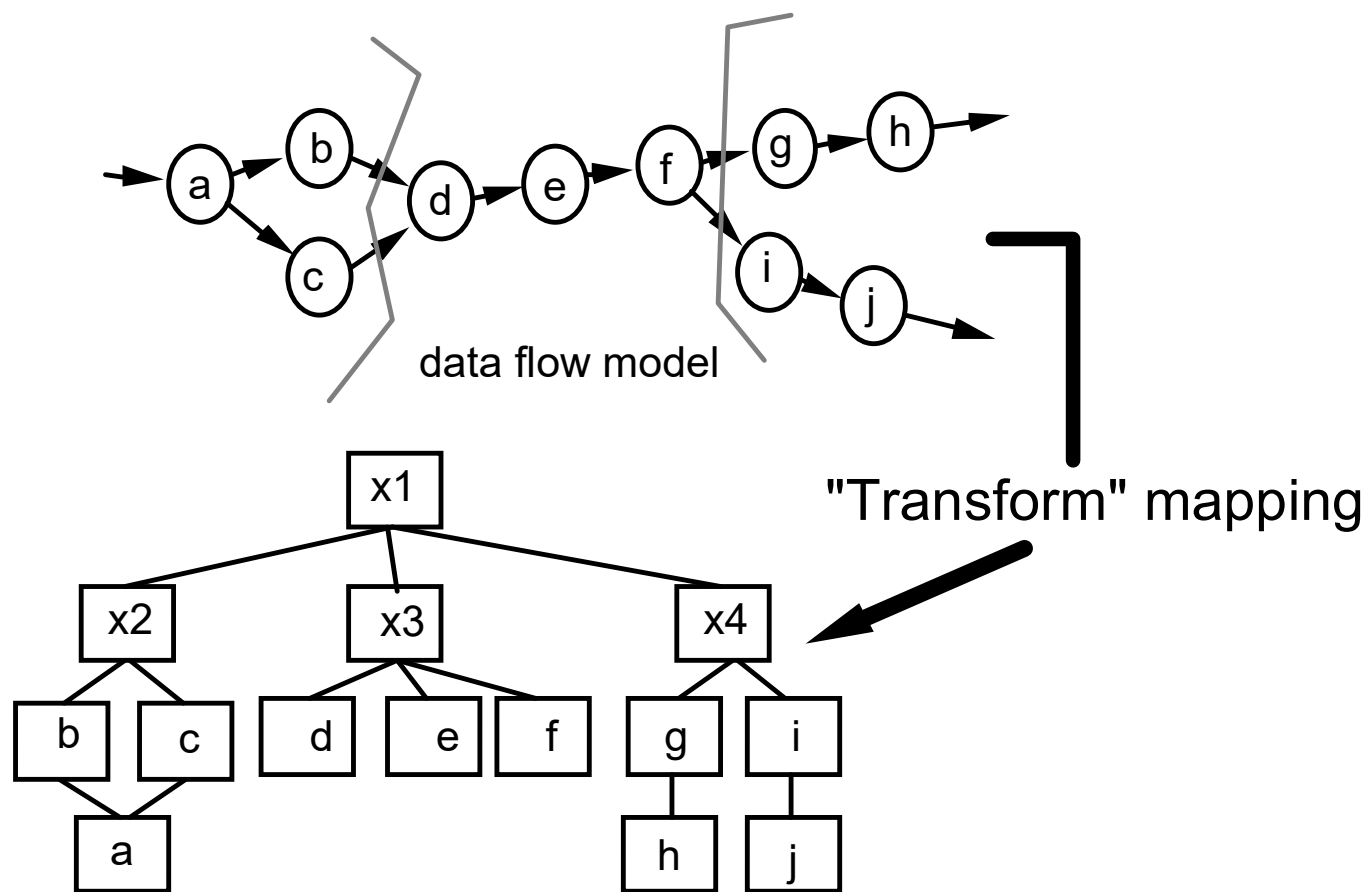 a
b
c
d
e
f
g
h
i
j
data flow model
"Transform" mapping
x1
x2
x3
x4
b
c
d
e
f
g
i
a
h
j